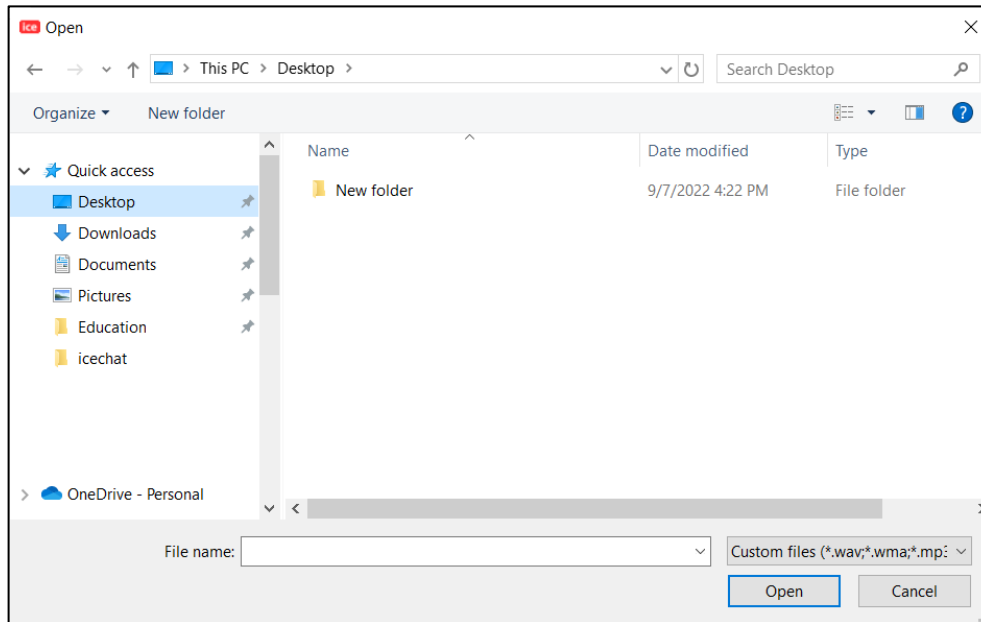 ice Open
This PC > Desktop >
Search Desktop
Organize
New folder
?
Name
Date modified
Type
Quick access
New folder
9/7/2022 4:22 PM
File folder
Desktop
Downloads
Documents
Pictures
Education
icechat
OneDrive - Personal
File name:
Custom files (*.wav;*.wma;*.mp3
Open
Cancel